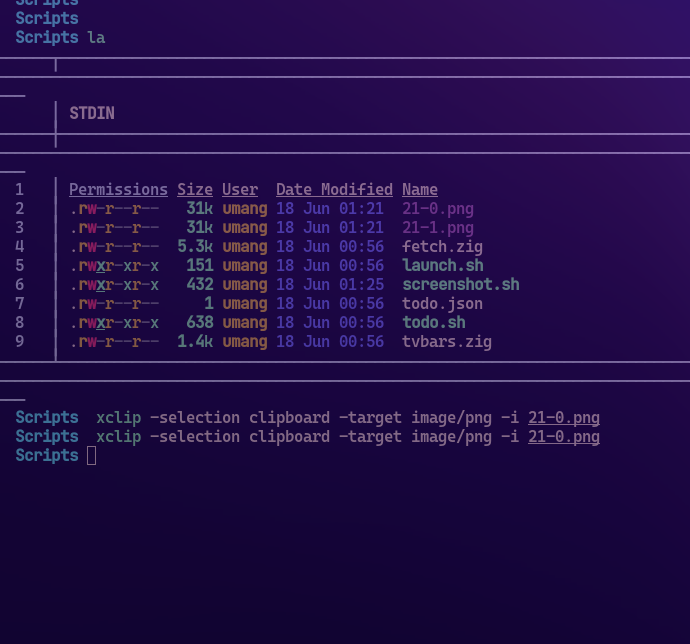 Scripts
Scripts
Scripts la
STDIN
1 Permissions Size User Date Modified Name
2 .rw-r--r-- 31k umang 18 Jun 01:21 21-0.png
3 .rw-r--r-- 31k umang 18 Jun 01:21 21-1.png
4 .rw-r--r-- 5.3k umang 18 Jun 00:56 fetch.zig
5 .rwxr-xr-x 151 umang 18 Jun 00:56 launch.sh
6 .rwxr-xr-x 432 umang 18 Jun 01:25 screenshot.sh
7 .rw-r--r-- 1 umang 18 Jun 00:56 todo.json
8 .rwxr-xr-x 638 umang 18 Jun 00:56 todo.sh
9 .rw-r--r-- 1.4k umang 18 Jun 00:56 tvbars.zig
Scripts xclip -selection clipboard -target image/png -i 21-0.png
Scripts xclip -selection clipboard -target image/png -i 21-0.png
Scripts